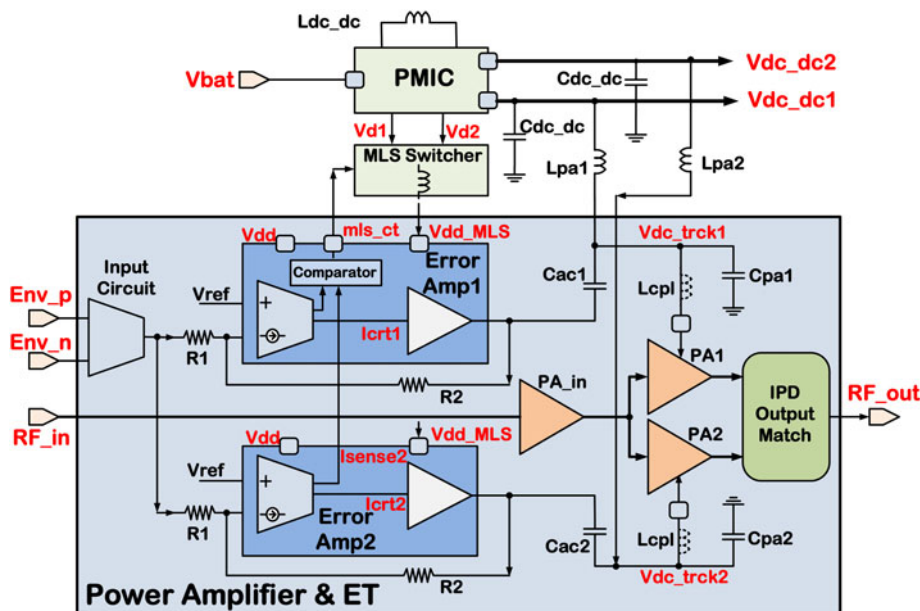 Ldc_dc
Vbat
PMIC
Cdc_dc
Vdc_dc2
Vdc_dc1
Cdc_dc
Vd1
Vd2
MLS Switcher
Lpa1
Lpa2
Vdd
mls_ct
Vdd_MLS
Vdc_trck1
Input
Circuit
Comparator
Error
Amp1
Cac1
Lcpl
Cpa1
Env_p
Vref
Env_n
R1
Icrt1
R2
PA_in
PA1
IPD
Output
Match
RF_out
RF_in
Vdd
Vdd_MLS
PA2
Vref
Isense2
Icrt2
R1
Error
Amp2
Cac2
Lcpl
Cpa2
R2
Vdc_trck2
Power Amplifier & ET